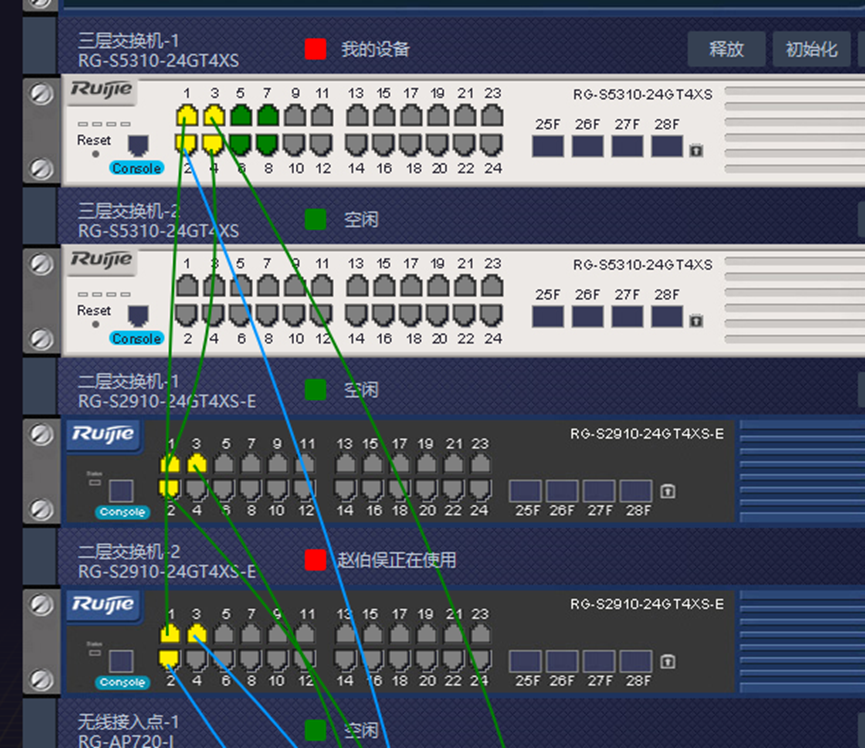 三层交换机-1
RG-S5310-24GT4XS
我的设备
释放
初始化
Ruijie
1 3 5 7 9 11 13 15 17 19 21 23
RG-S5310-24GT4XS
25F 26F 27F 28F
Reset
Console
2 4 6 8 10 12 14 16 18 20 22 24
三层交换机-2
RG-S5310-24GT4XS
空闲
Ruijie
1 3 5 7 9 11 13 15 17 19 21 23
RG-S5310-24GT4XS
25F 26F 27F 28F
Reset
Console
2 4 6 8 10 12 14 16 18 20 22 24
二层交换机-1
RG-S2910-24GT4XS-E
空闲
Ruijie
1 3 5 7 9 11 13 15 17 19 21 23
RG-S2910-24GT4XS-E
Console
2 4 6 8 10 12 14 16 18 20 22 24
25F 26F 27F 28F
二层交换机-2
RG-S2910-24GT4XS-E
赵伯俣正在使用
Ruijie
1 3 5 7 9 11 13 15 17 19 21 23
RG-S2910-24GT4XS-E
Console
2 4 6 8 10 12 14 16 18 20 22 24
25F 26F 27F 28F
无线接入点-1
RG-AP720-I
空闲